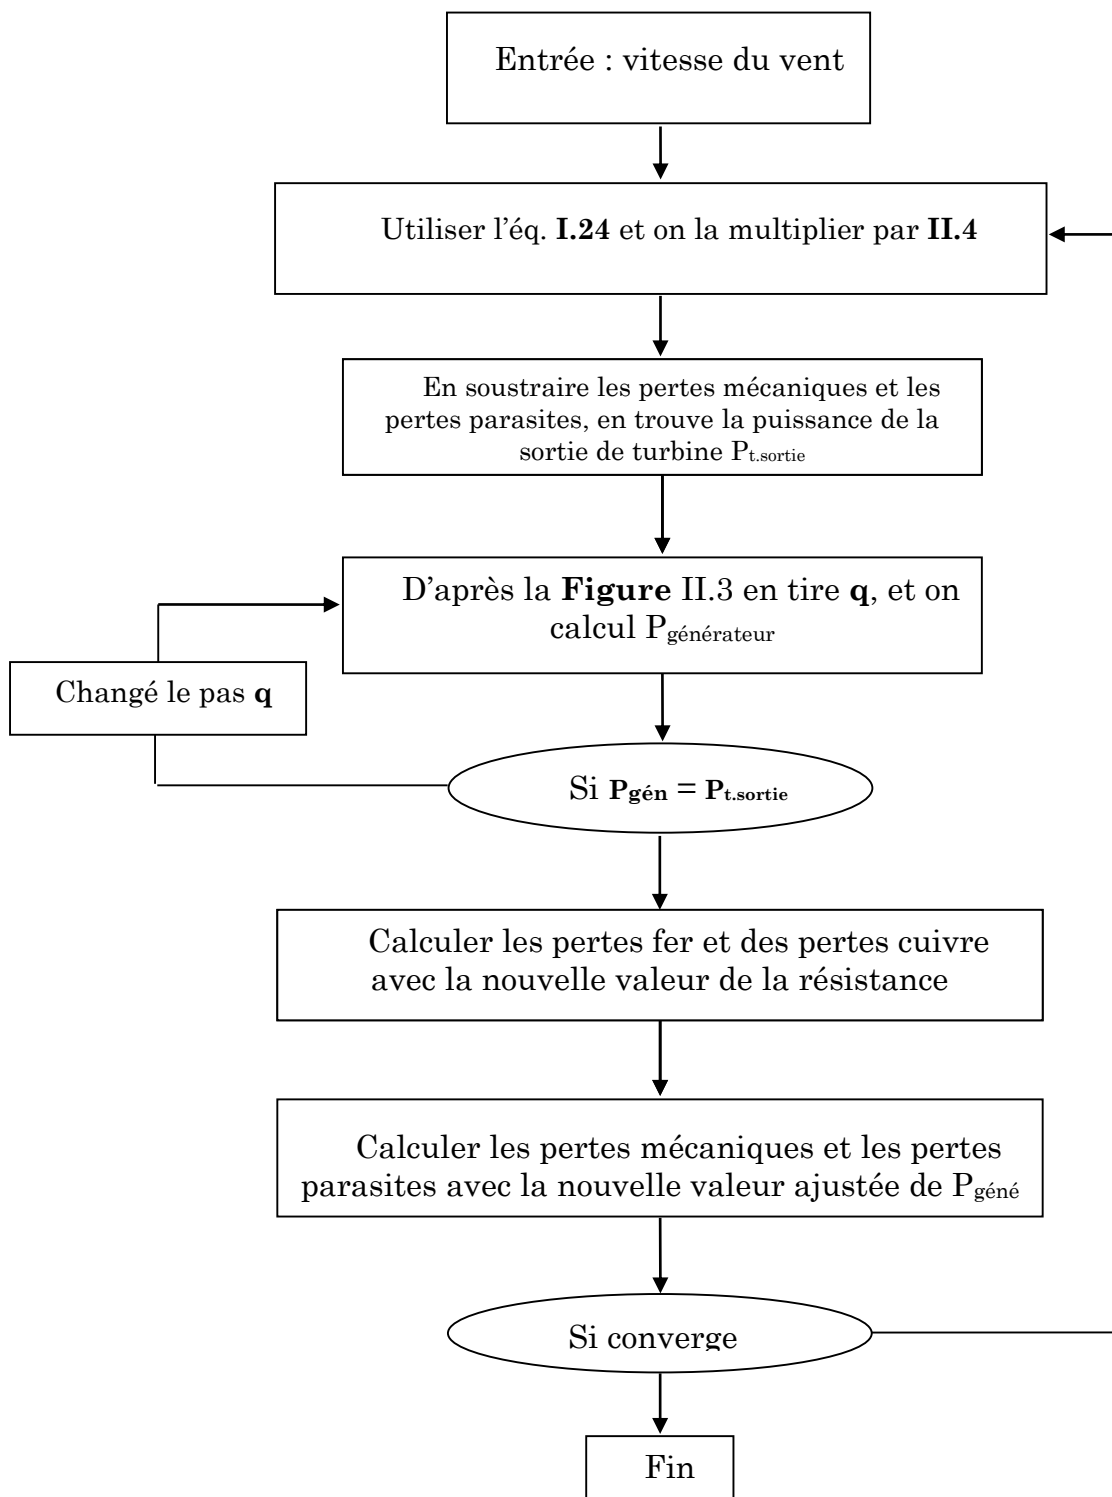 Entrée : vitesse du vent
Utiliser l’éq. I.24 et on la multiplier par II.4
En soustraire les pertes mécaniques et les
pertes parasites, en trouve la puissance de la
sortie de turbine Pt.sortie
D’après la Figure II.3 en tire q, et on
calcul Pgénérateur
Changé le pas q
Si Pgén = Pt.sortie
Calculer les pertes fer et des pertes cuivre
avec la nouvelle valeur de la résistance
Calculer les pertes mécaniques et les pertes
parasites avec la nouvelle valeur ajustée de Pgéné
Si converge
Fin